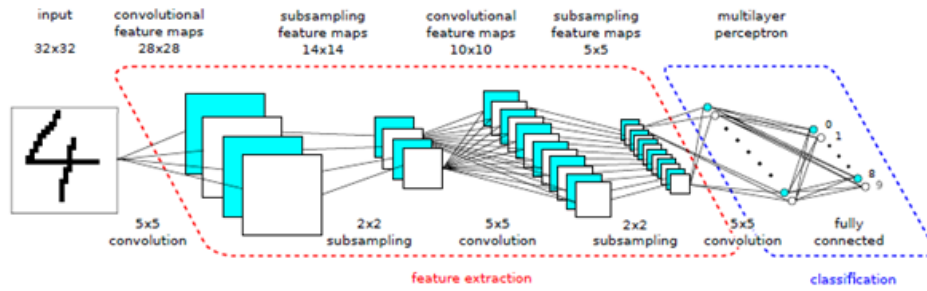 input
32x32
convolutional
feature maps
28x28
subsampling
feature maps
14x14
convolutional
feature maps
10x10
subsampling
feature maps
5x5
multilayer
perceptron
0
1
8
9
5x5
convolution
2x2
subsampling
5x5
convolution
2x2
subsampling
5x5
convolution
fully
connected
feature extraction
classification